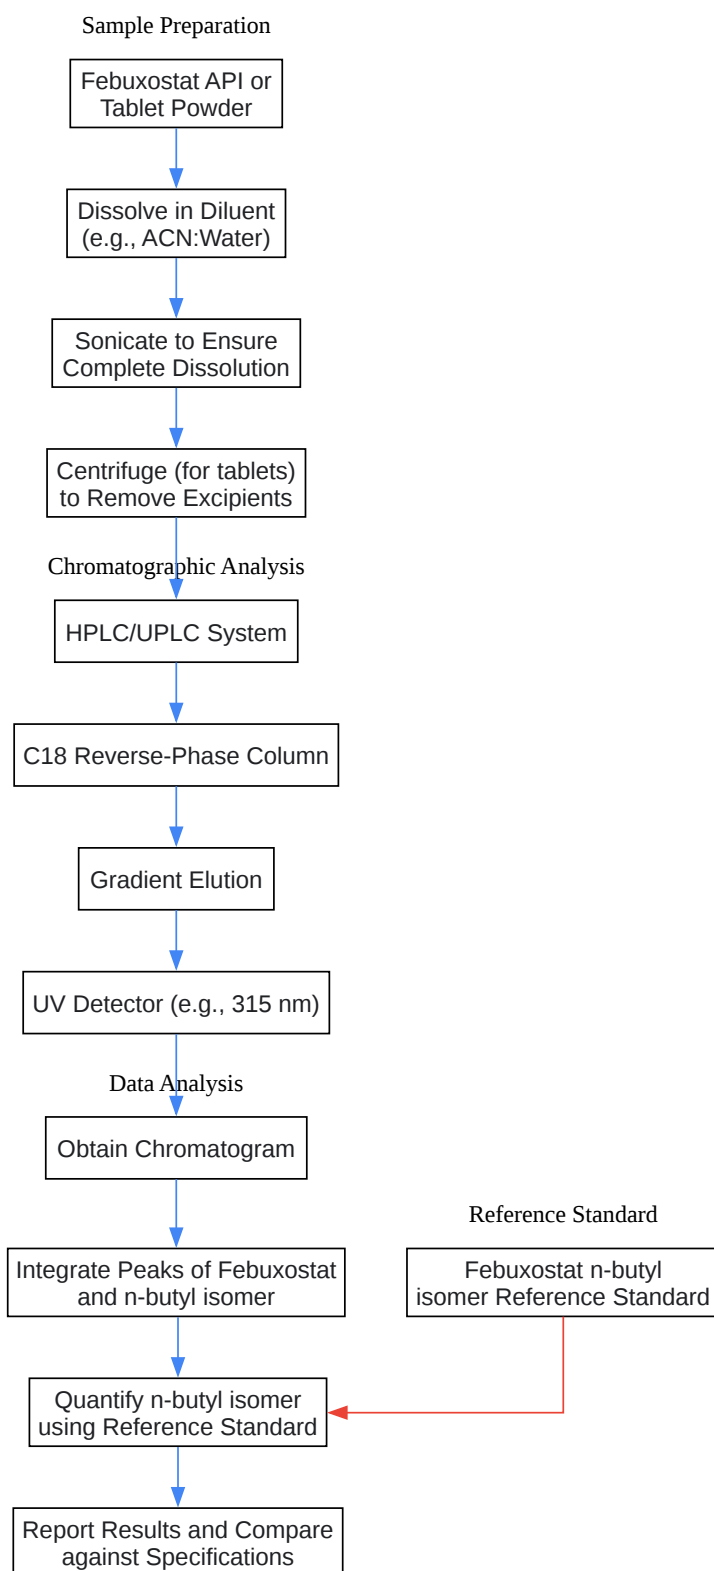 Sample Preparation
Febuxostat API or
Tablet Powder
Dissolve in Diluent
(e.g., ACN:Water)
Sonicate to Ensure
Complete Dissolution
Centrifuge (for tablets)
to Remove Excipients
Chromatographic Analysis
HPLC/UPLC System
C18 Reverse-Phase Column
Gradient Elution
UV Detector (e.g., 315 nm)
Data Analysis
Obtain Chromatogram
Integrate Peaks of Febuxostat
and n-butyl isomer
Reference Standard
Febuxostat n-butyl
isomer Reference Standard
Quantify n-butyl isomer
using Reference Standard
Report Results and Compare
against Specifications